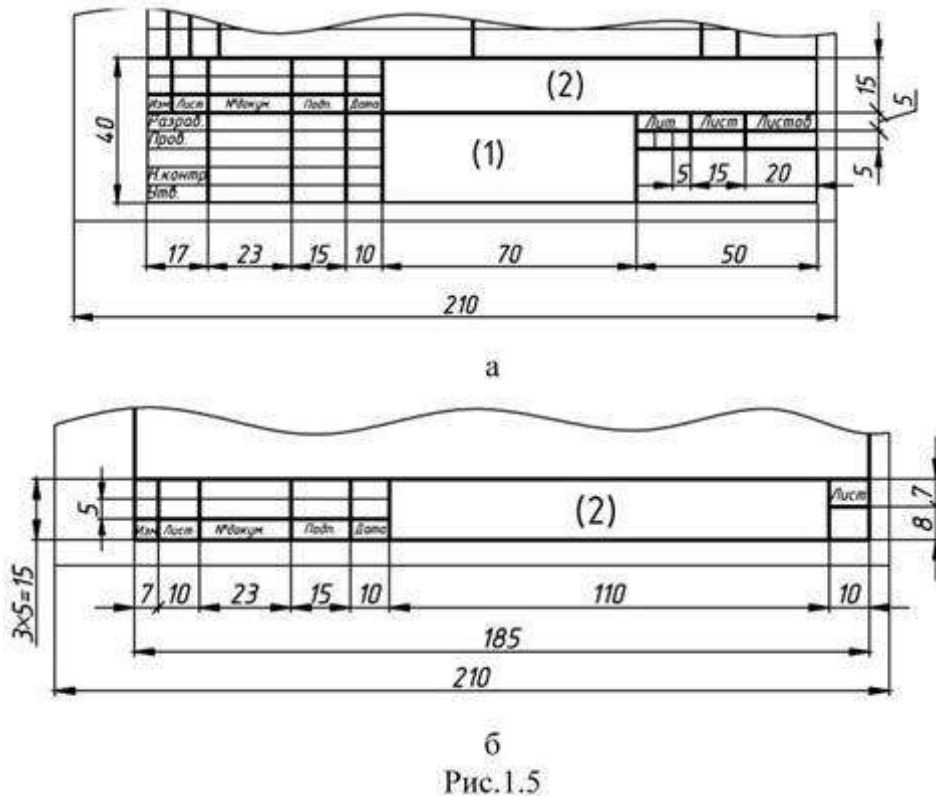 (2)
15
5
Изм Лист №докум. Подп. Дата
40
Разраб.
Пров.
(1)
Лит Лист Листов
5 15 20
5
Н.контр
Утв.
17 23 15 10 70 50
210
а
5
(2)
Лист
7
8
Изм Лист №докум. Подп. Дата
3×5=15
7 10 23 15 10 110 10
185
210
б
Рис.1.5